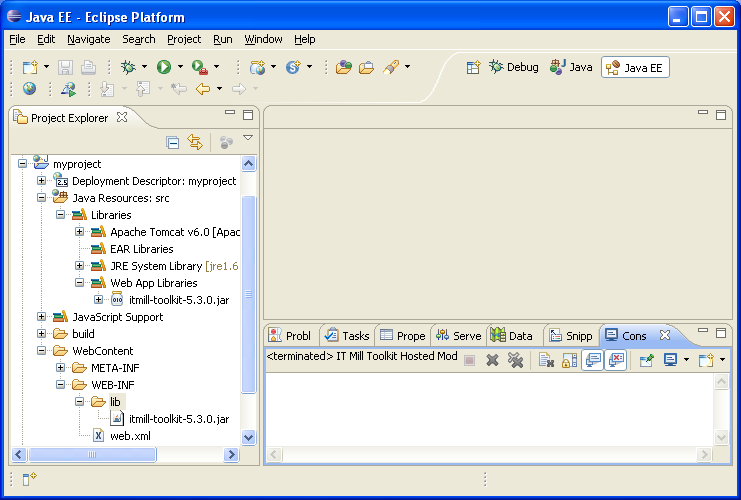 Java EE - Eclipse Platform
File Edit Navigate Search Project Run Window Help
Debug Java Java EE
Project Explorer
myproject
2.5 Deployment Descriptor: myproject
Java Resources: src
Libraries
Apache Tomcat v6.0 [Apac
EAR Libraries
JRE System Library [jre1.6
Web App Libraries
itmill-toolkit-5.3.0.jar
JavaScript Support
build
WebContent
META-INF
WEB-INF
lib
itmill-toolkit-5.3.0.jar
web.xml
Probl Tasks Prope Serve Data Snipp Cons
<terminated> IT Mill Toolkit Hosted Mod